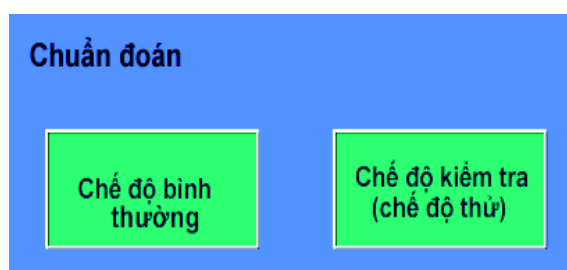 Chuẩn đoán
Chế độ bình
thường
Chế độ kiểm tra
(chế độ thử)